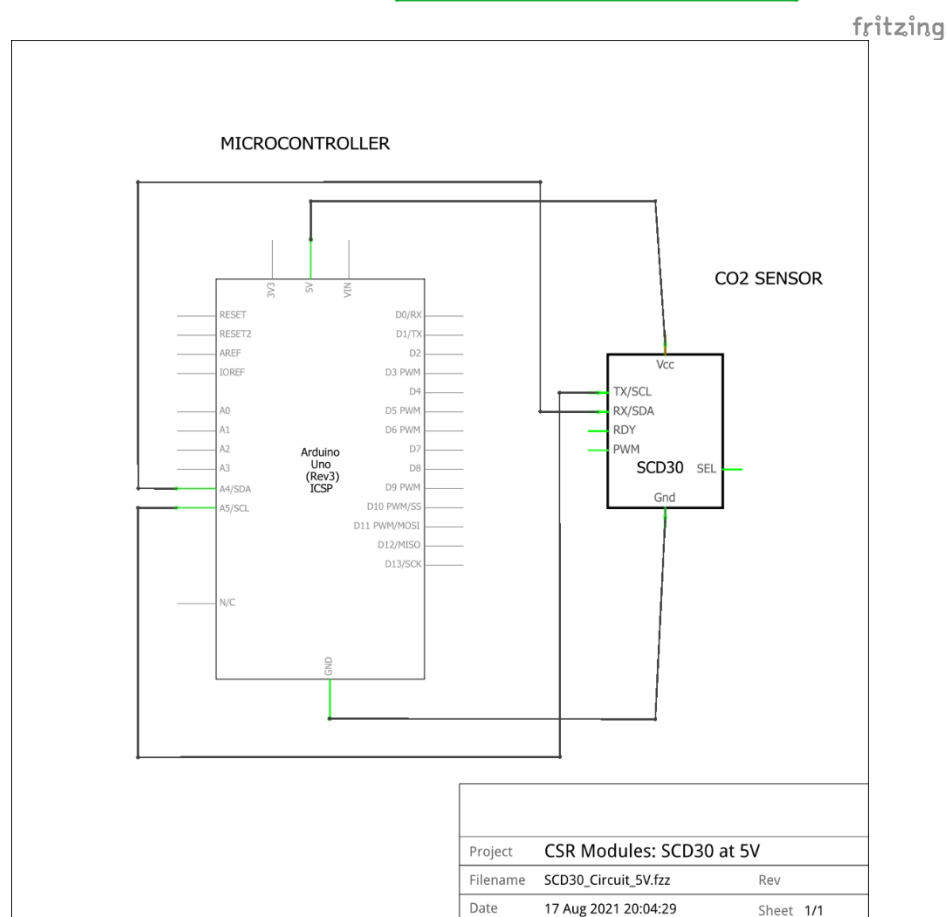 fritzing
MICROCONTROLLER
CO2 SENSOR
3V3
5V
VIN
RESET
RESET2
AREF
IOREF
A0
A1
A2
A3
A4/SDA
A5/SCL
N/C
Arduino
Uno
(Rev3)
ICSP
D0/RX
D1/TX
D2
D3 PWM
D4
D5 PWM
D6 PWM
D7
D8
D9 PWM
D10 PWM/SS
D11 PWM/MOSI
D12/MISO
D13/SCK
GND
Vcc
TX/SCL
RX/SDA
RDY
PWM
SCD30 SEL
Gnd
Project CSR Modules: SCD30 at 5V
Filename SCD30_Circuit_5V.fzz Rev
Date 17 Aug 2021 20:04:29 Sheet 1/1